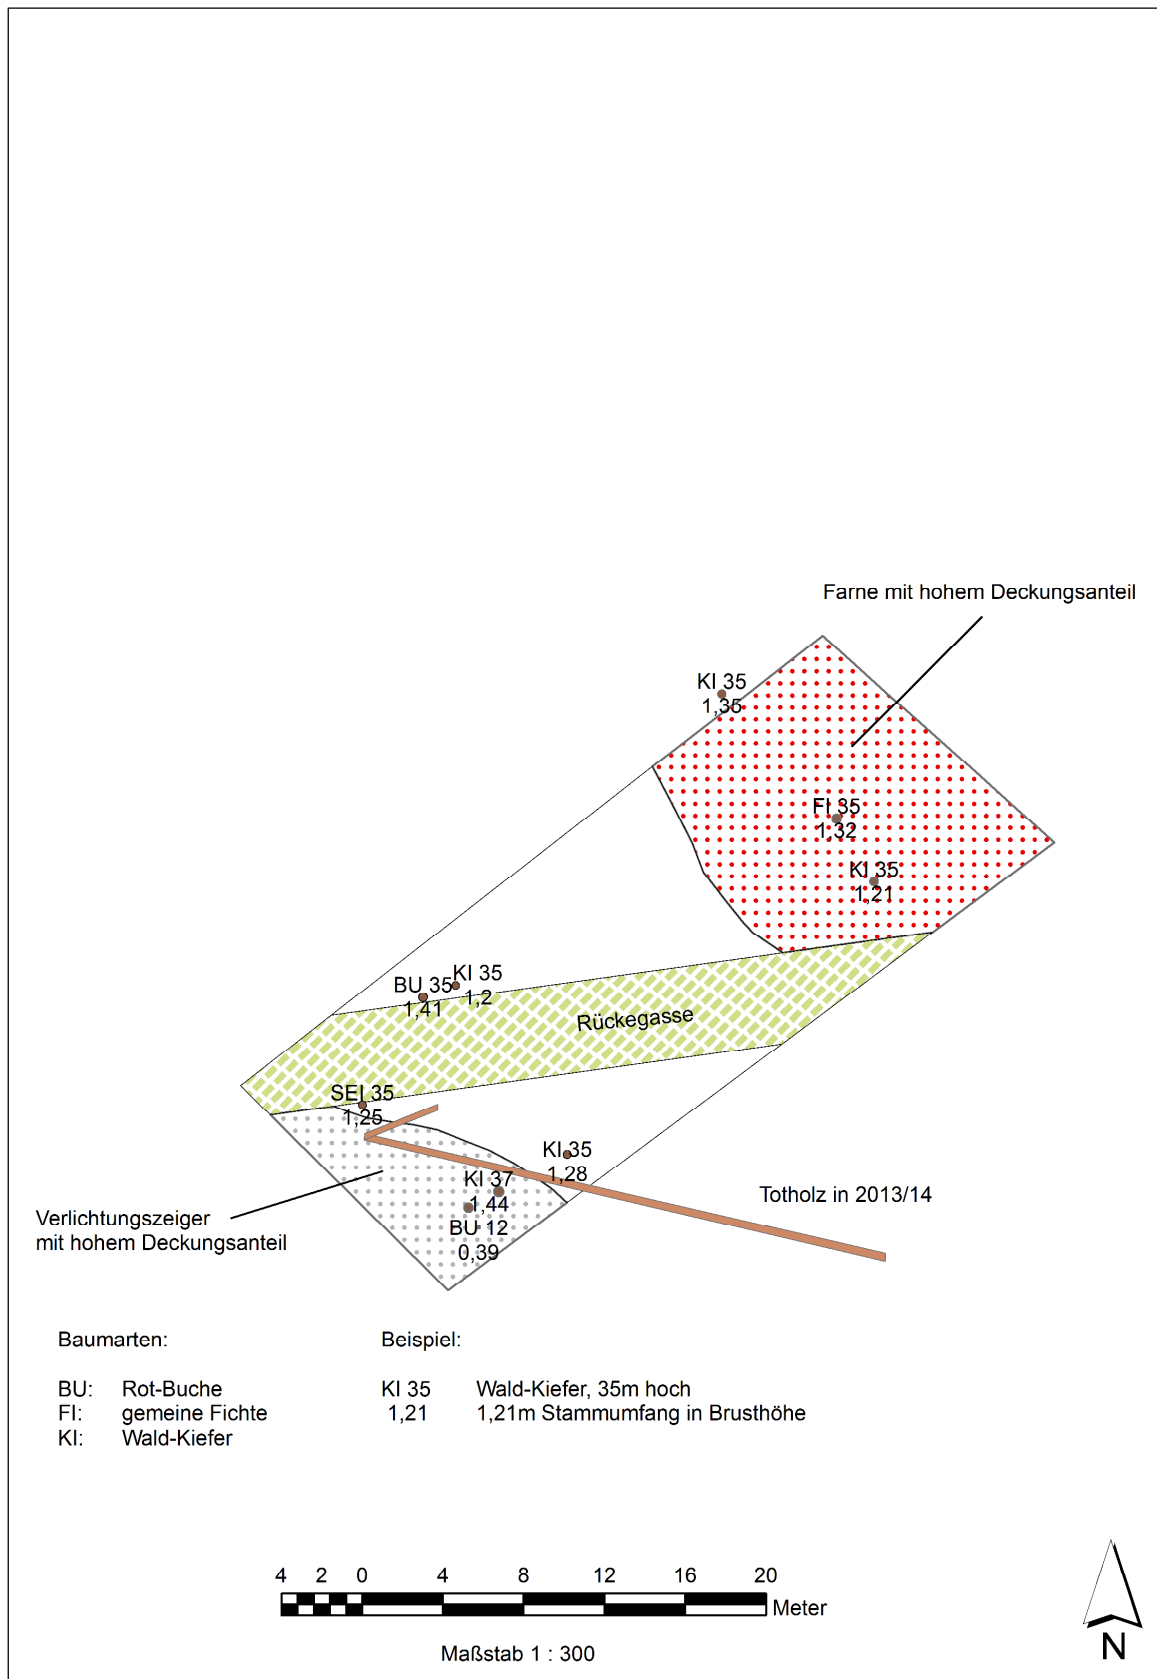 Farne mit hohem Deckungsanteil
KI 35
1,35
FI 35
1,32
KI 35
1,21
KI 35
1,2
BU 35
1,41
Rückegasse
SEI 35
1,25
KI 35
1,28
KI 37
1,44
BU 12
0,39
Totholz in 2013/14
Verlichtungszeiger
mit hohem Deckungsanteil
Baumarten:
BU: Rot-Buche
FI: gemeine Fichte
KI: Wald-Kiefer
Beispiel:
KI 35 Wald-Kiefer, 35m hoch
1,21 1,21m Stammumfang in Brusthöhe
4 2 0 4 8 12 16 20
Meter
Maßstab 1 : 300
N